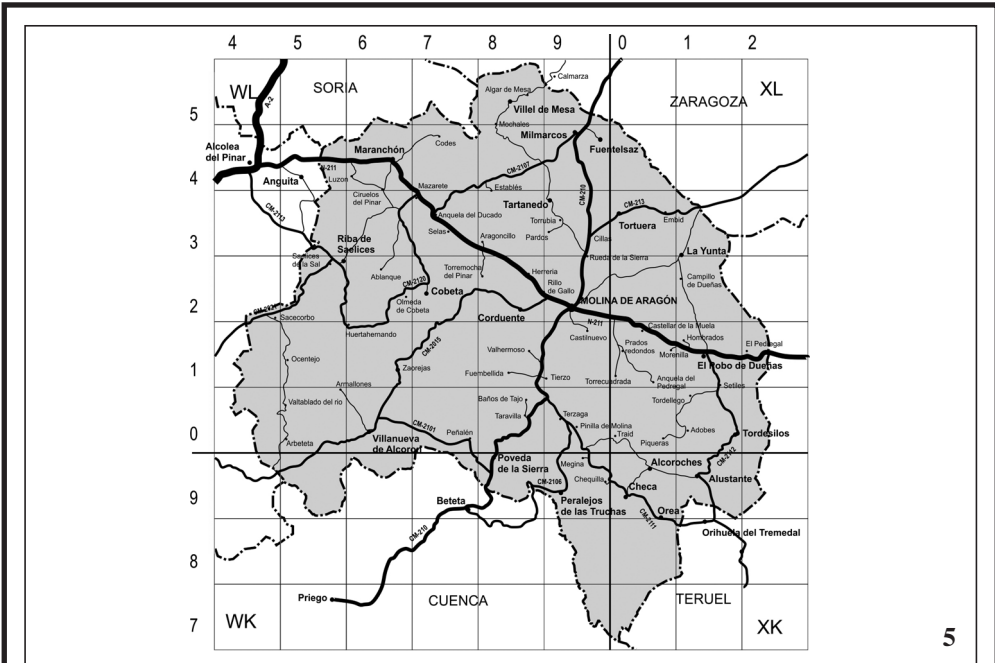 4 5 6 7 8 9 0 1 2
WL SORIA ZARAGOZA XL
A-2
Calmarza
Algar de Mesa
Villel de Mesa
5
Mochales
Milmarcos
Fuentelsaz
Codes
Alcolea
del Pinar
Maranchón
N-211
CM-2107
4
Anguita
Luzon
Mazarete
Establés
Ciruelos
del Pinar
Tartanedo
CM-210
CM-213
CM-2113
Anquela del Ducado
Torrubia
Tortuera
Embid
Selas
Aragoncillo
Pardos
Cillas
3
Riba de
Saelices
Saelices
de la Sal
Rueda de la Sierra
La Yunta
Ablanque
Torremocha
del Pinar
Herreria
Campillo
de Dueñas
CM-2120
Cobeta
Rillo
de Gallo
Olmeda
de Cobeta
MOLINA DE ARAGÓN
2
CM-2021
Sacecorbo
Corduente
N-211
Castellar de la Muela
Huertahernando
Castilnuevo
Hombrados
CM-2015
Prados
redondos
Morenilla
El Pedregal
Valhermoso
Ocentejo
El Pobo de Dueñas
1
Zaorejas
Fuembellida
Tierzo
Torrecuadrada
Anquela del
Pedregal
Setiles
Armallones
Valtablado del río
Baños de Tajo
Tordellego
Taravilla
Terzaga
Pinilla de Molina
0
Arbeteta
Villanueva
de Alcoron
CM-2101
Peñalén
Traid
Piqueras
Adobes
Tordesilos
Poveda
de la Sierra
Megina
Alcoroches
CM-2112
Chequilla
Alustante
CM-2106
Checa
9
Beteta
Peralejos
de las Truchas
Orea
CM-2111
CM-210
Orihuela del Tremedal
8
Priego
CUENCA
TERUEL
7
WK
XK
5